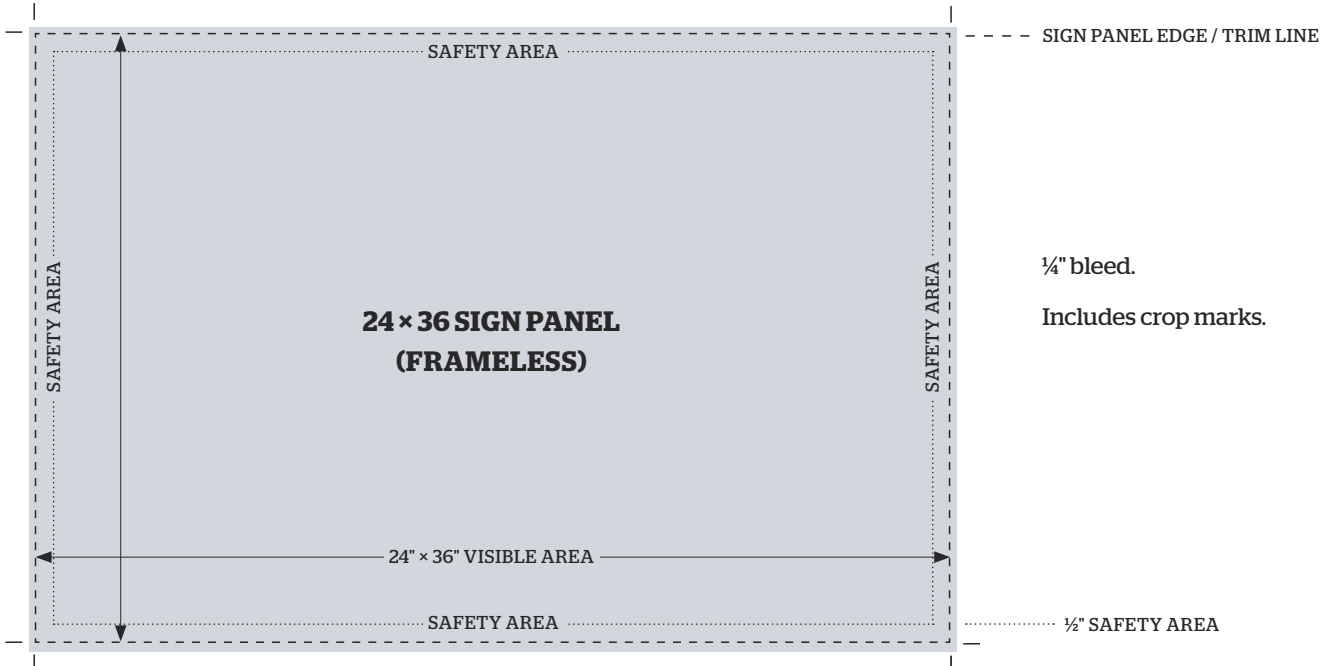 SAFETY AREA
SIGN PANEL EDGE / TRIM LINE
SAFETY AREA
SAFETY AREA
¼" bleed.
Includes crop marks.
24 × 36 SIGN PANEL
(FRAMELESS)
24" × 36" VISIBLE AREA
SAFETY AREA
½" SAFETY AREA